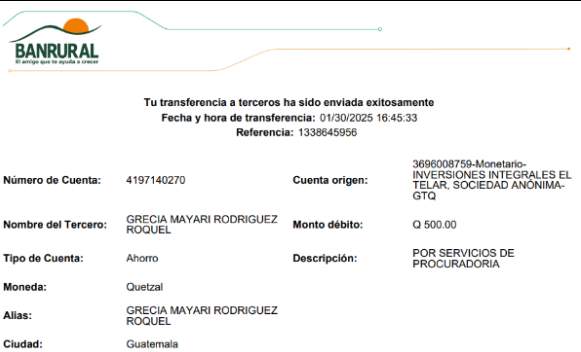 BANRURAL
El amigo que te ayuda a crecer
Tu transferencia a terceros ha sido enviada exitosamente
Fecha y hora de transferencia: 01/30/2025 16:45:33
Referencia: 1338645956
Número de Cuenta: 4197140270
Cuenta origen: 3696008759-Monetario-
INVERSIONES INTEGRALES EL
TELAR, SOCIEDAD ANÓNIMA-
GTQ
Nombre del Tercero: GRECIA MAYARI RODRIGUEZ
ROQUEL
Monto débito: Q 500.00
Tipo de Cuenta: Ahorro
Descripción: POR SERVICIOS DE
PROCURADORIA
Moneda: Quetzal
Alias: GRECIA MAYARI RODRIGUEZ
ROQUEL
Ciudad: Guatemala